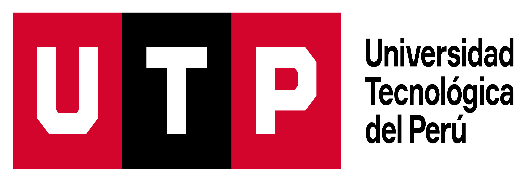 UTP
Universidad
Tecnológica
del Perú